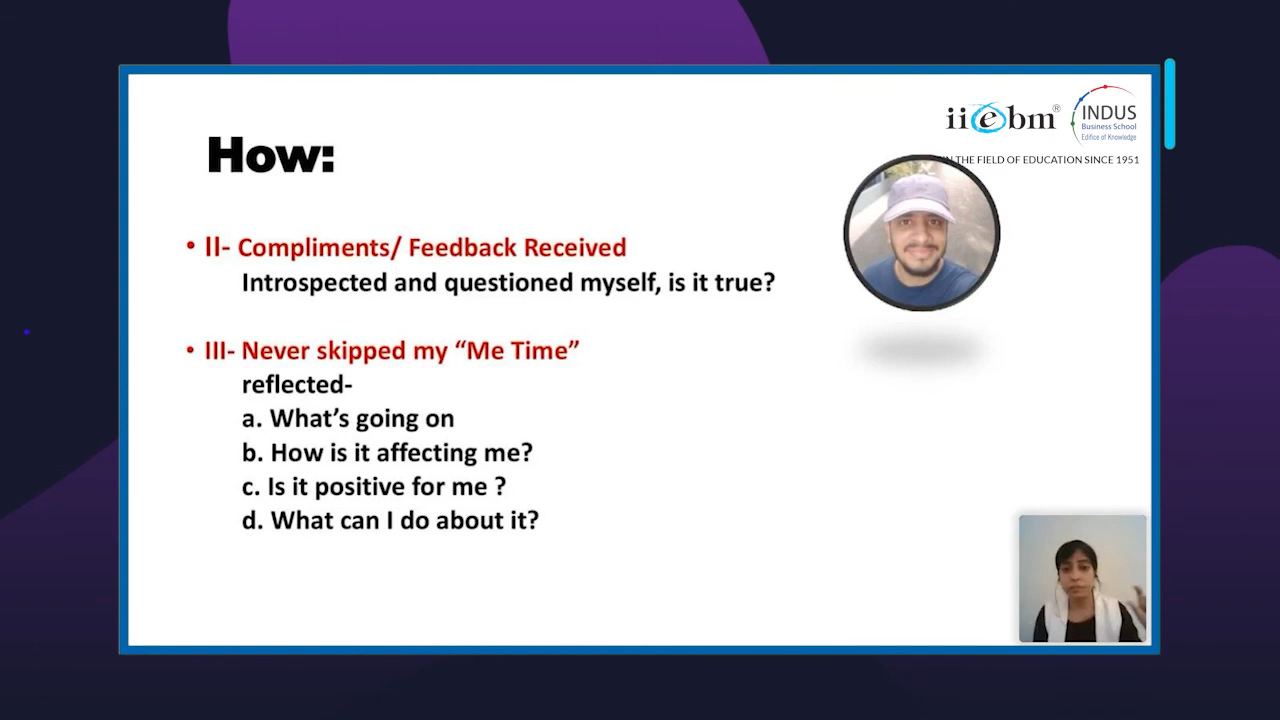 iiebm®
INDUS
Business School
Edifice of Knowledge
IN THE FIELD OF EDUCATION SINCE 1951
How:
• II- Compliments/ Feedback Received
Introspected and questioned myself, is it true?
• III- Never skipped my “Me Time”
reflected-
a. What’s going on
b. How is it affecting me?
c. Is it positive for me ?
d. What can I do about it?